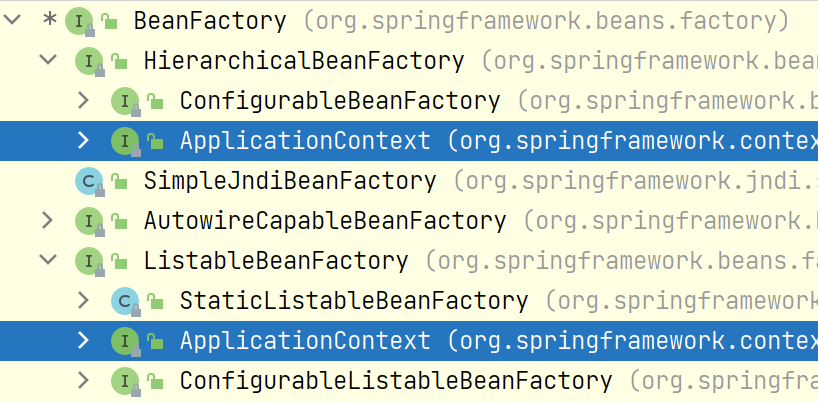 * I BeanFactory (org.springframework.beans.factory)
I HierarchicalBeanFactory (org.springframework.bea
I ConfigurableBeanFactory (org.springframework.b
I ApplicationContext (org.springframework.contex
C SimpleJndiBeanFactory (org.springframework.jndi.s
I AutowireCapableBeanFactory (org.springframework.b
I ListableBeanFactory (org.springframework.beans.fa
C StaticListableBeanFactory (org.springframework
I ApplicationContext (org.springframework.contex
I ConfigurableListableBeanFactory (org.springfra